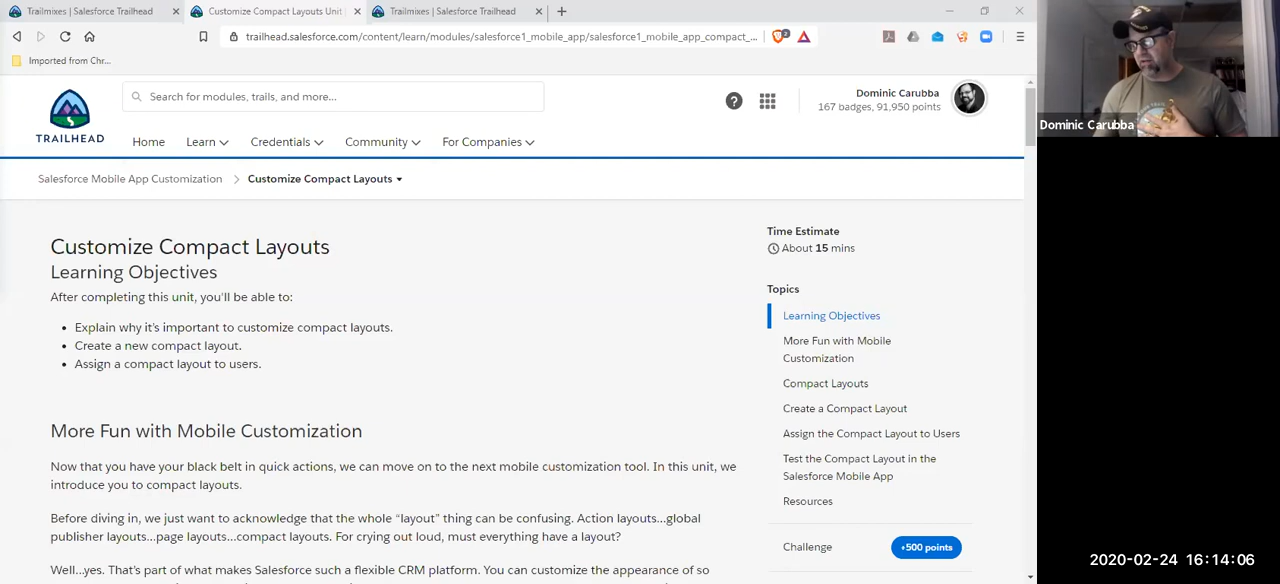 Trailmixes | Salesforce Trailhead
Customize Compact Layouts Unit
Trailmixes | Salesforce Trailhead
trailhead.salesforce.com/content/learn/modules/salesforce1_mobile_app/salesforce1_mobile_app_compact_...
2
Imported from Chr...
Search for modules, trails, and more...
Dominic Carubba
167 badges, 91,950 points
TRAILHEAD
Home Learn Credentials Community For Companies
Dominic Carubba
Salesforce Mobile App Customization > Customize Compact Layouts
Customize Compact Layouts
Learning Objectives
After completing this unit, you'll be able to:
• Explain why it's important to customize compact layouts.
• Create a new compact layout.
• Assign a compact layout to users.
More Fun with Mobile Customization
Now that you have your black belt in quick actions, we can move on to the next mobile customization tool. In this unit, we
introduce you to compact layouts.
Before diving in, we just want to acknowledge that the whole “layout” thing can be confusing. Action layouts...global
publisher layouts...page layouts...compact layouts. For crying out loud, must everything have a layout?
Well...yes. That's part of what makes Salesforce such a flexible CRM platform. You can customize the appearance of so
Time Estimate
About 15 mins
Topics
Learning Objectives
More Fun with Mobile
Customization
Compact Layouts
Create a Compact Layout
Assign the Compact Layout to Users
Test the Compact Layout in the
Salesforce Mobile App
Resources
Challenge +500 points
2020-02-24 16:14:06